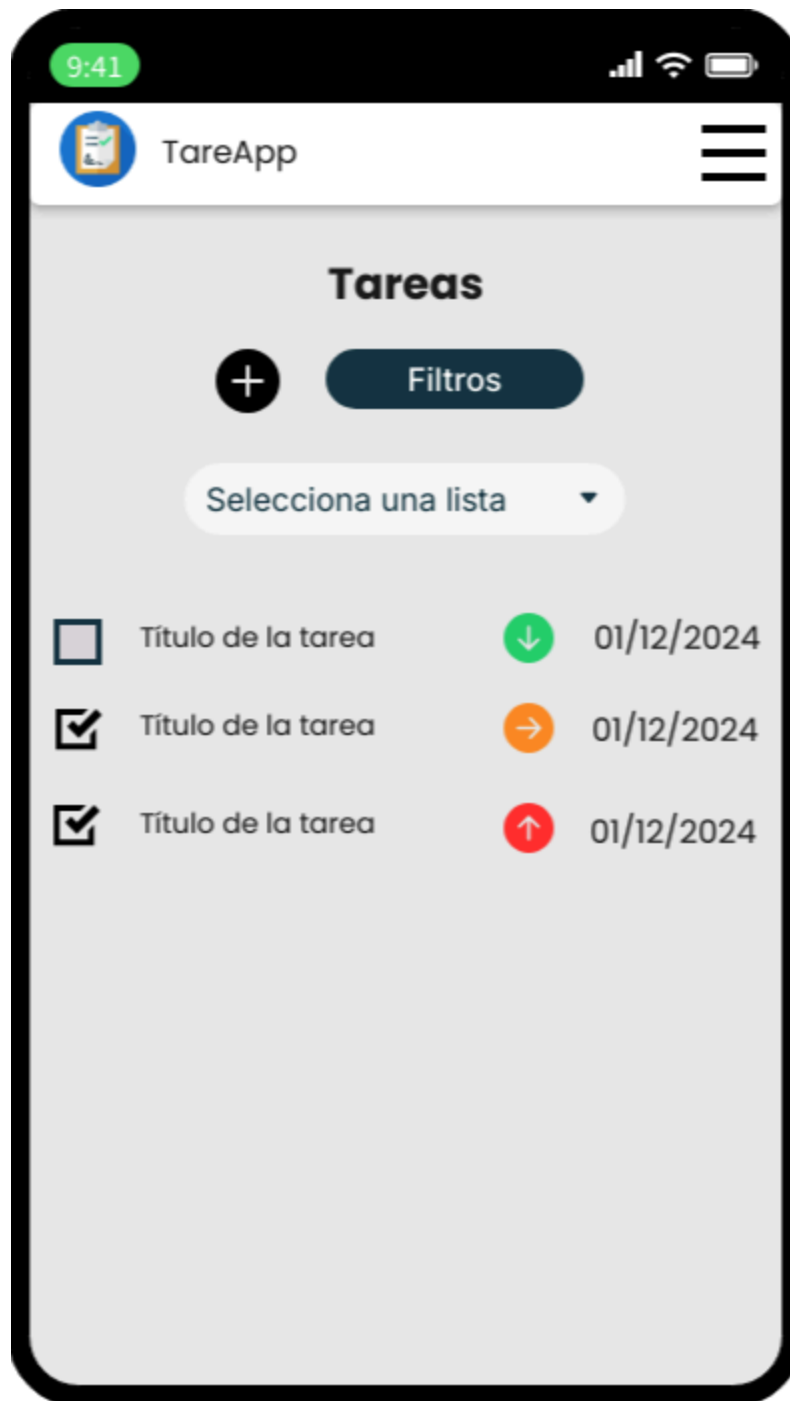 9:41
TareApp
Tareas
Filtros
Selecciona una lista
Título de la tarea 01/12/2024
Título de la tarea 01/12/2024
Título de la tarea 01/12/2024